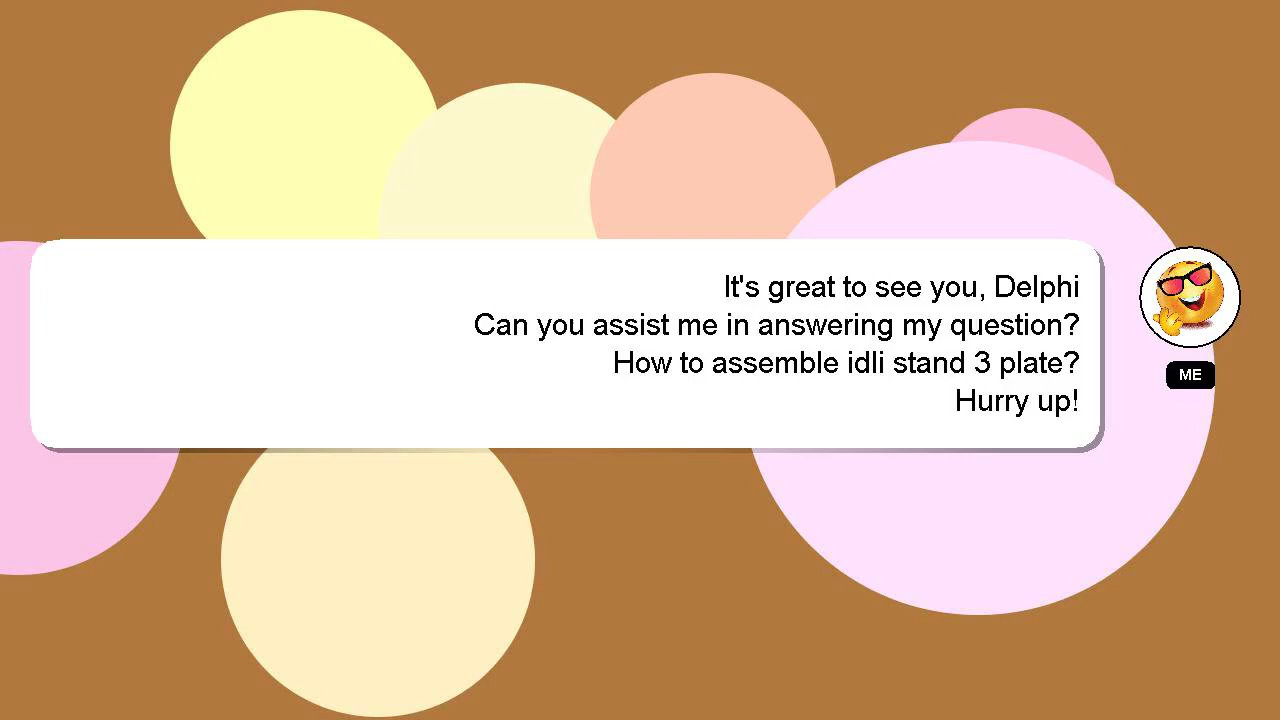 It's great to see you, Delphi
Can you assist me in answering my question?
How to assemble idli stand 3 plate?
Hurry up!
ME